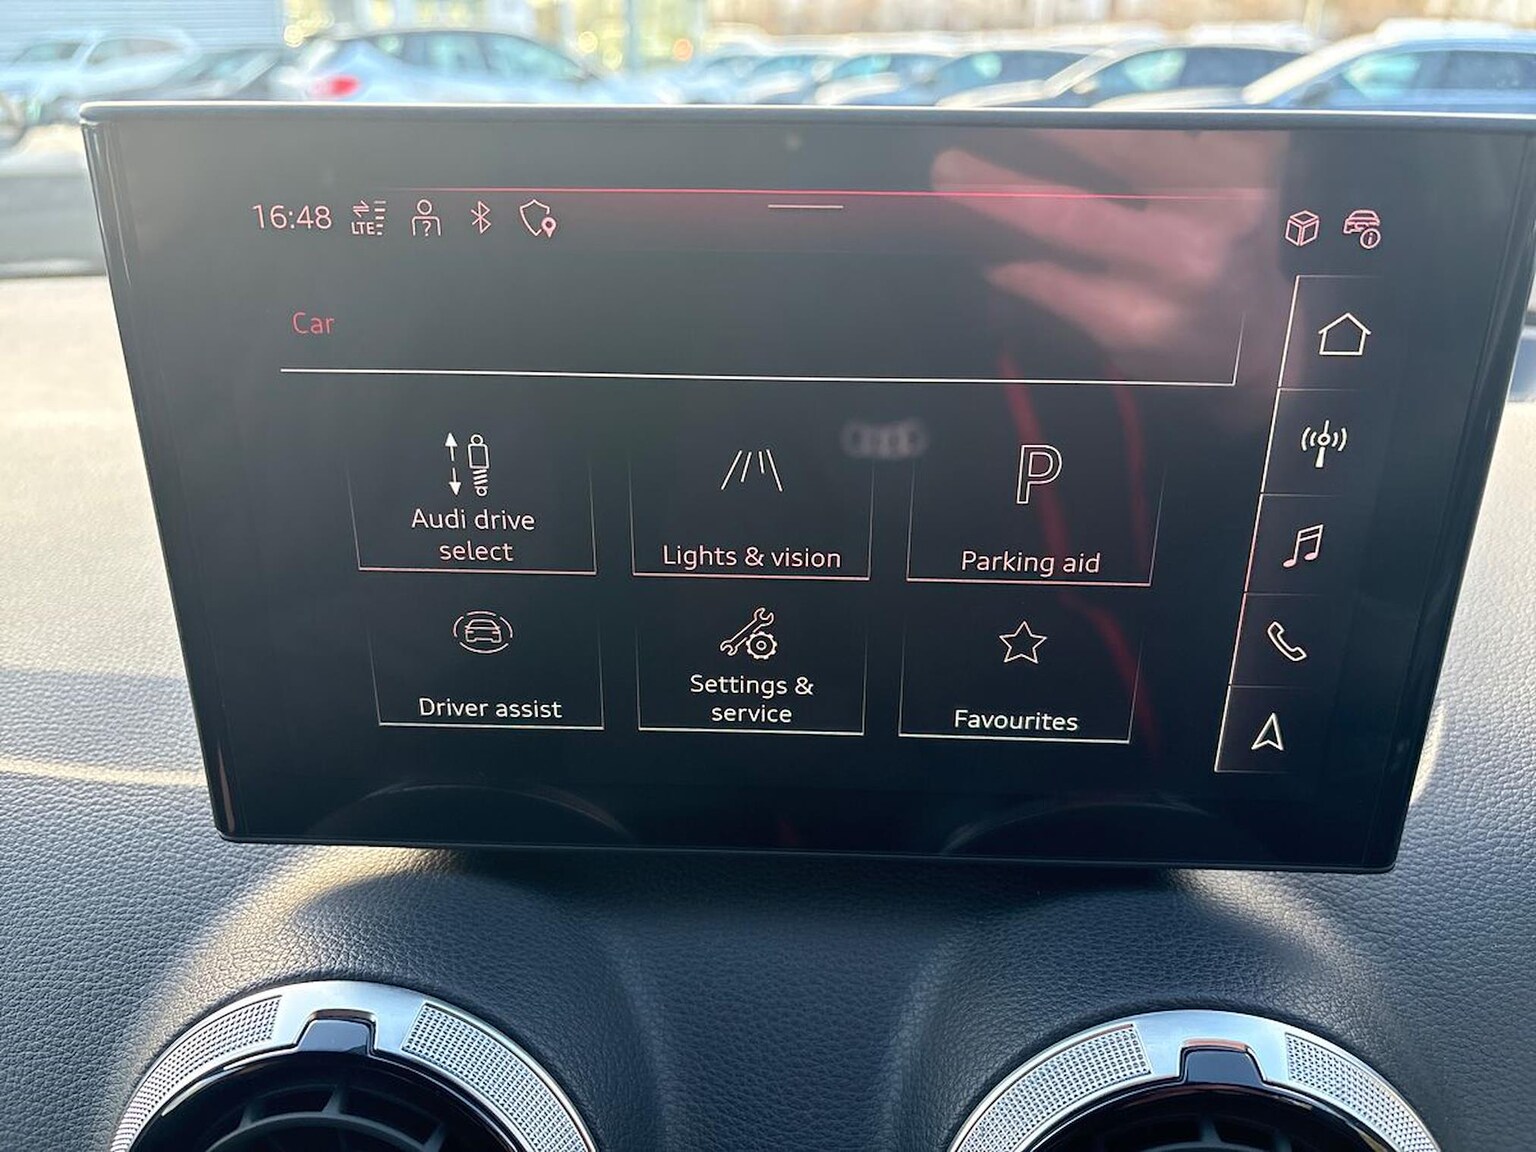 16:48 LTE ?
Car
Audi drive
select
Lights & vision
P
Parking aid
Driver assist
Settings &
service
Favourites